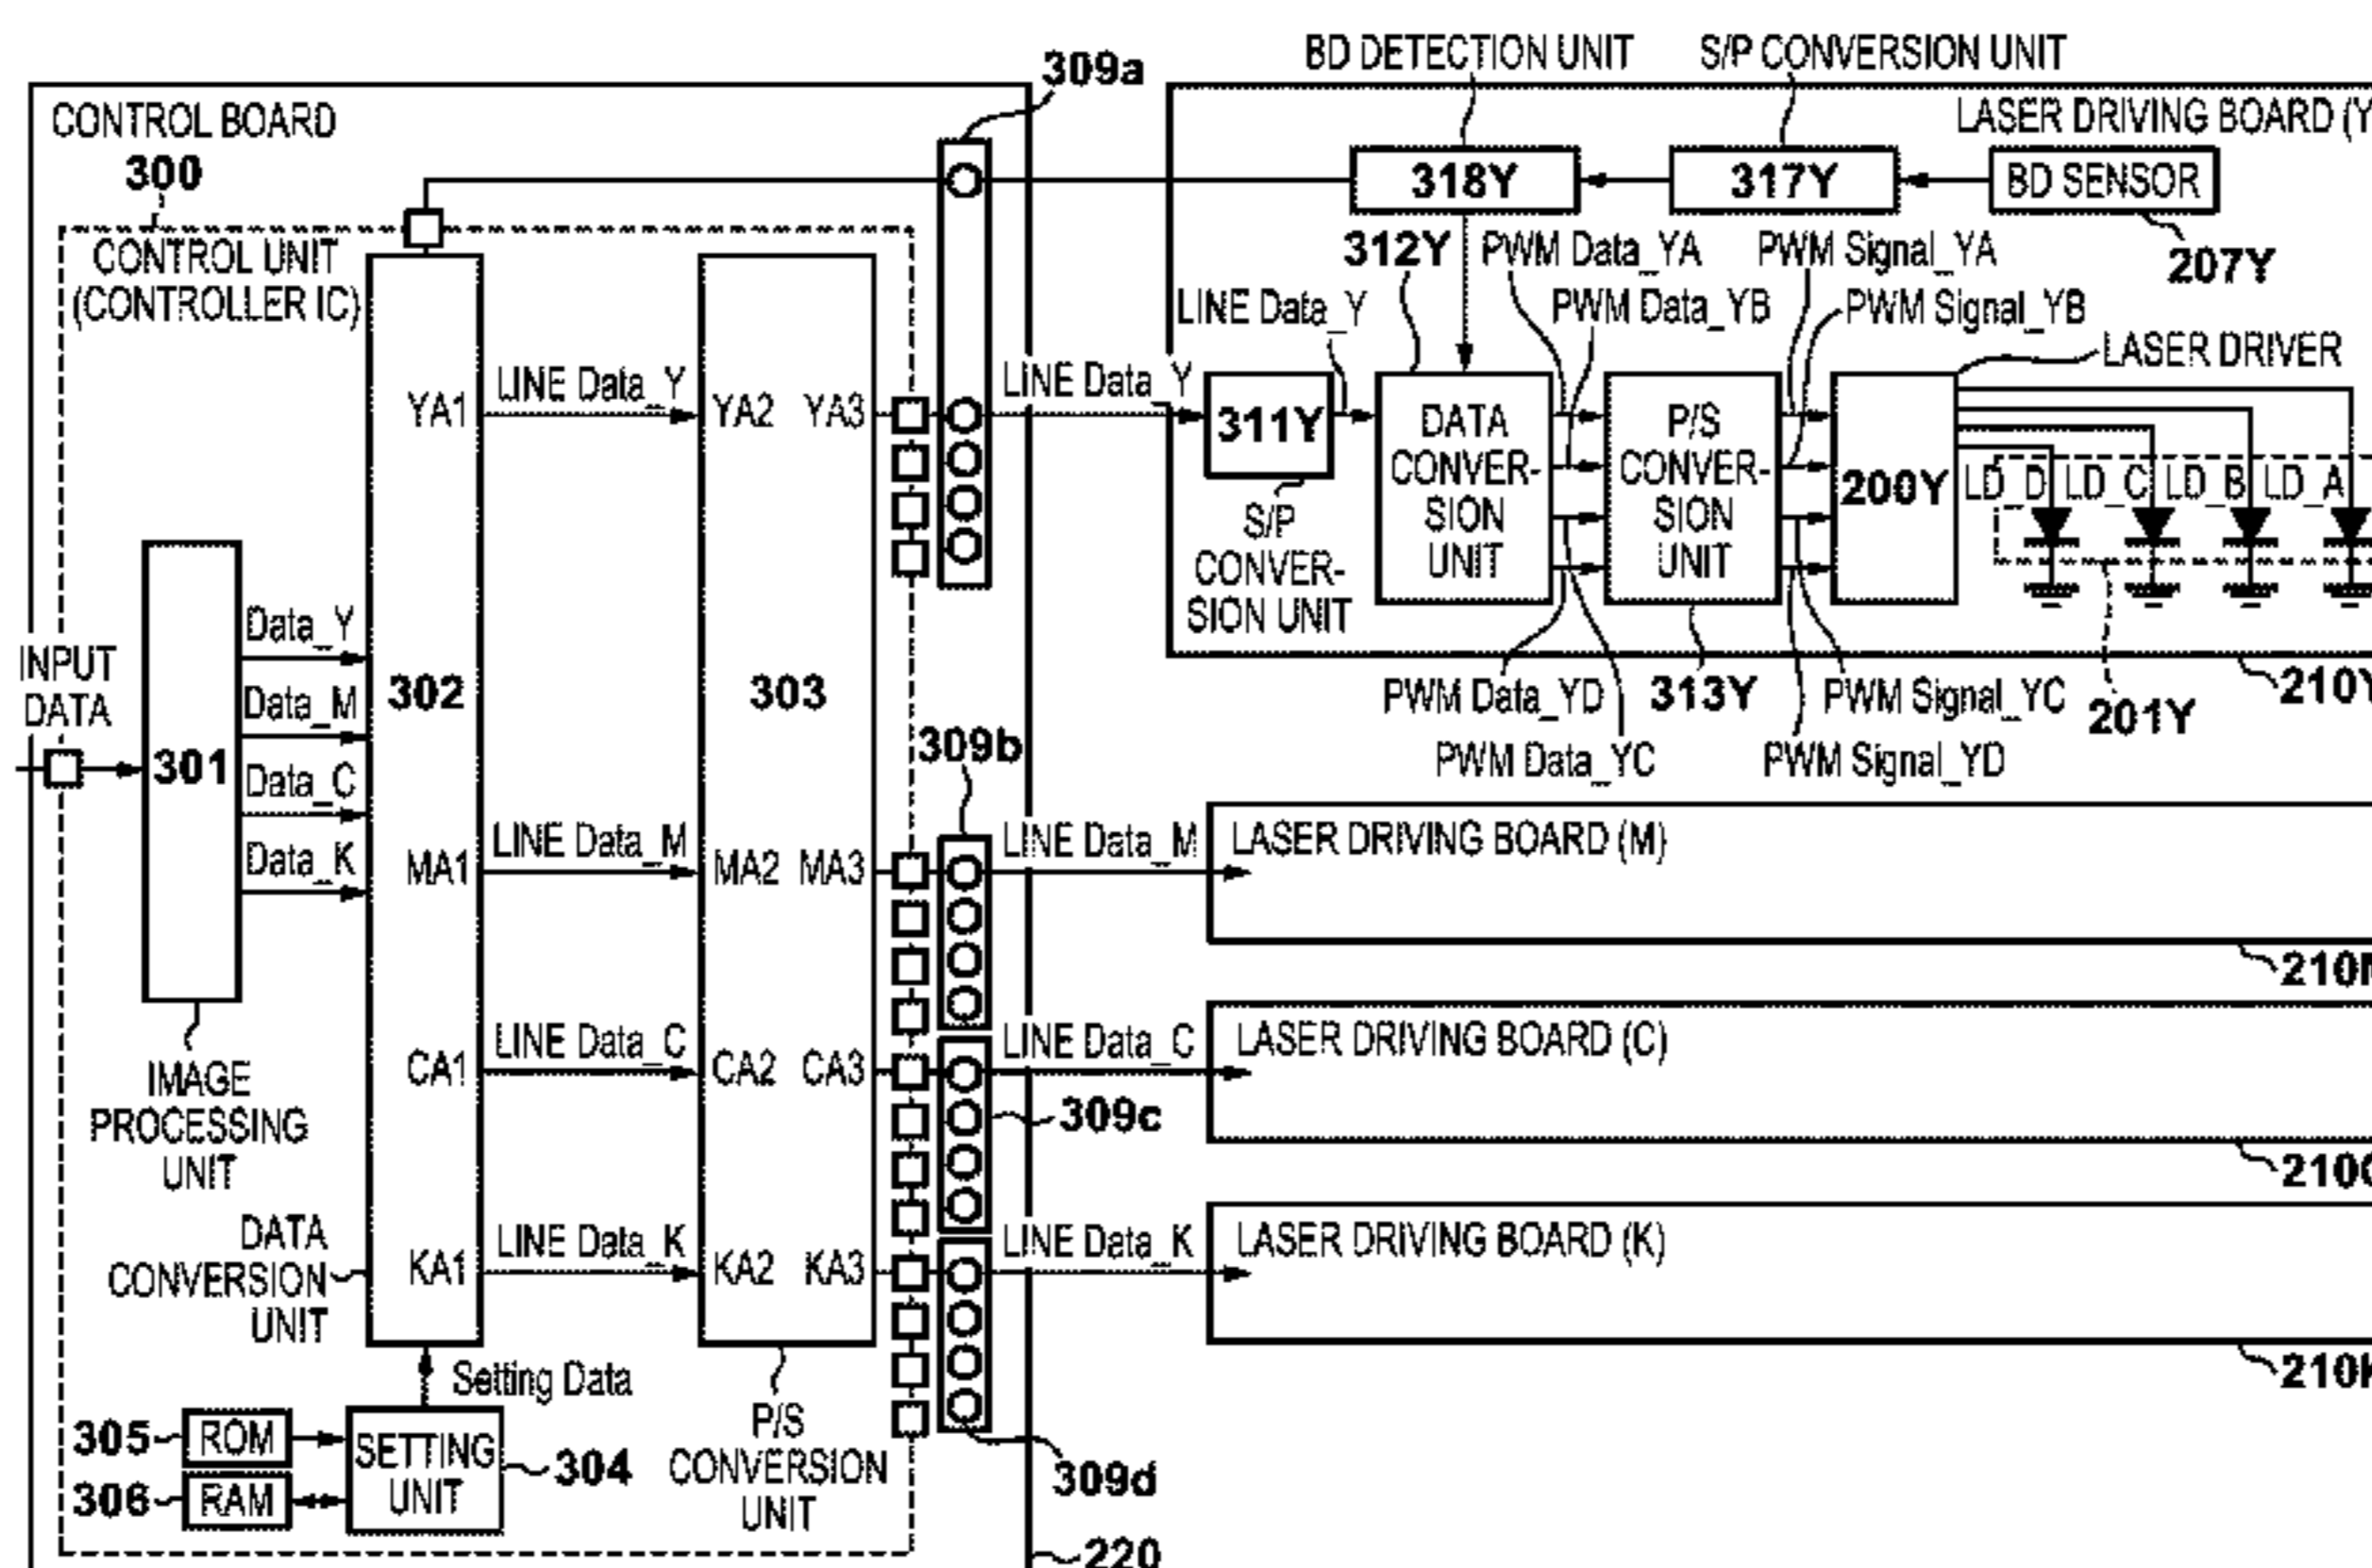 BD DETECTION UNIT
S/P CONVERSION UNIT
309a
CONTROL BOARD
LASER DRIVING BOARD (Y
300
318Y
317Y
BD SENSOR
207Y
CONTROL UNIT
(CONTROLLER IC)
312Y
PWM Data_YA
PWM Signal_YA
LINE Data_Y
PWM Data_YB
PWM Signal_YB
LASER DRIVER
YA1
LINE Data_Y
YA2
YA3
LINE Data_Y
311Y
DATA
CONVER-
SION
UNIT
P/S
CONVER-
SION
UNIT
200Y
LD_D
LD_C
LD_B
LD_A
S/P
CONVER-
SION UNIT
INPUT
DATA
Data_Y
Data_M
Data_C
Data_K
301
302
303
PWM Data_YD
313Y
PWM Signal_YC
201Y
210Y
PWM Data_YC
PWM Signal_YD
309b
MA1
LINE Data_M
MA2
MA3
LINE Data_M
LASER DRIVING BOARD (M)
210M
CA1
LINE Data_C
CA2
CA3
LINE Data_C
LASER DRIVING BOARD (C)
309c
210C
IMAGE
PROCESSING
UNIT
DATA
CONVERSION
UNIT
KA1
LINE Data_K
KA2
KA3
LINE Data_K
LASER DRIVING BOARD (K)
210K
Setting Data
305
ROM
306
RAM
SETTING
UNIT
304
P/S
CONVERSION
UNIT
309d
220